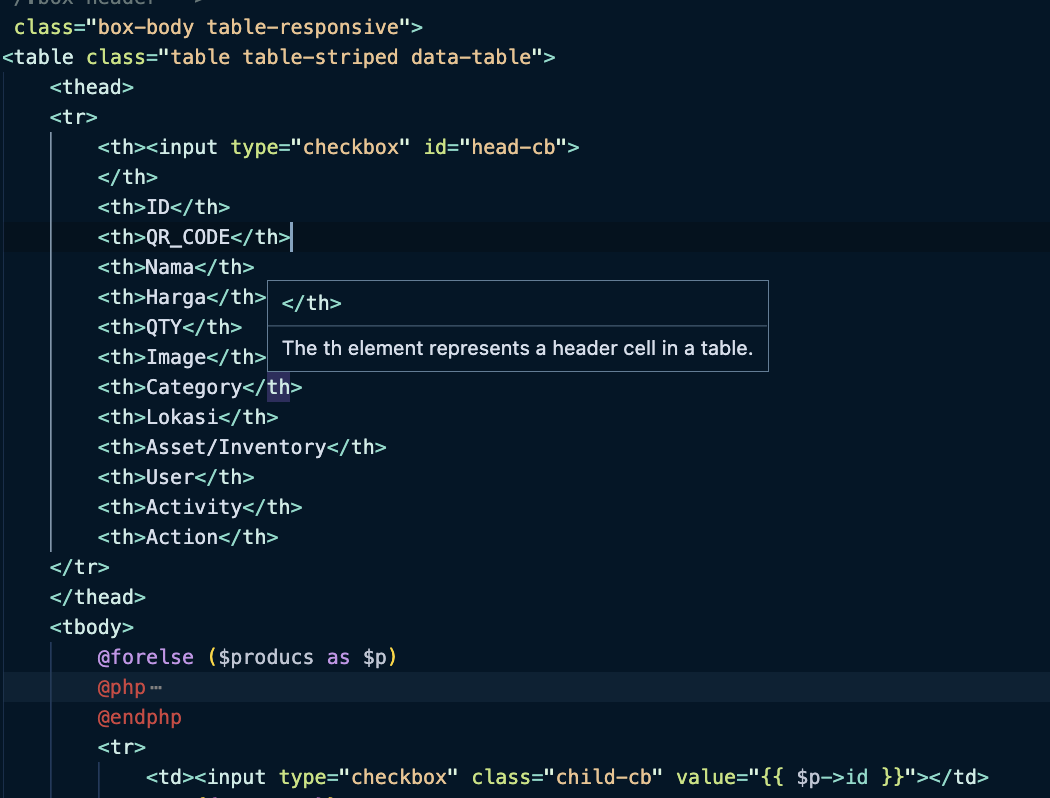 /.box-header -->
class="box-body table-responsive">
<table class="table table-striped data-table">
<thead>
<tr>
<th><input type="checkbox" id="head-cb">
</th>
<th>ID</th>
<th>QR_CODE</th>
<th>Nama</th>
<th>Harga</th>
<th>QTY</th>
<th>Image</th>
</th>
The th element represents a header cell in a table.
<th>Category</th>
<th>Lokasi</th>
<th>Asset/Inventory</th>
<th>User</th>
<th>Activity</th>
<th>Action</th>
</tr>
</thead>
<tbody>
@forelse ($producs as $p)
@php⋯
@endphp
<tr>
<td><input type="checkbox" class="child-cb" value="{{ $p->id }}"></td>